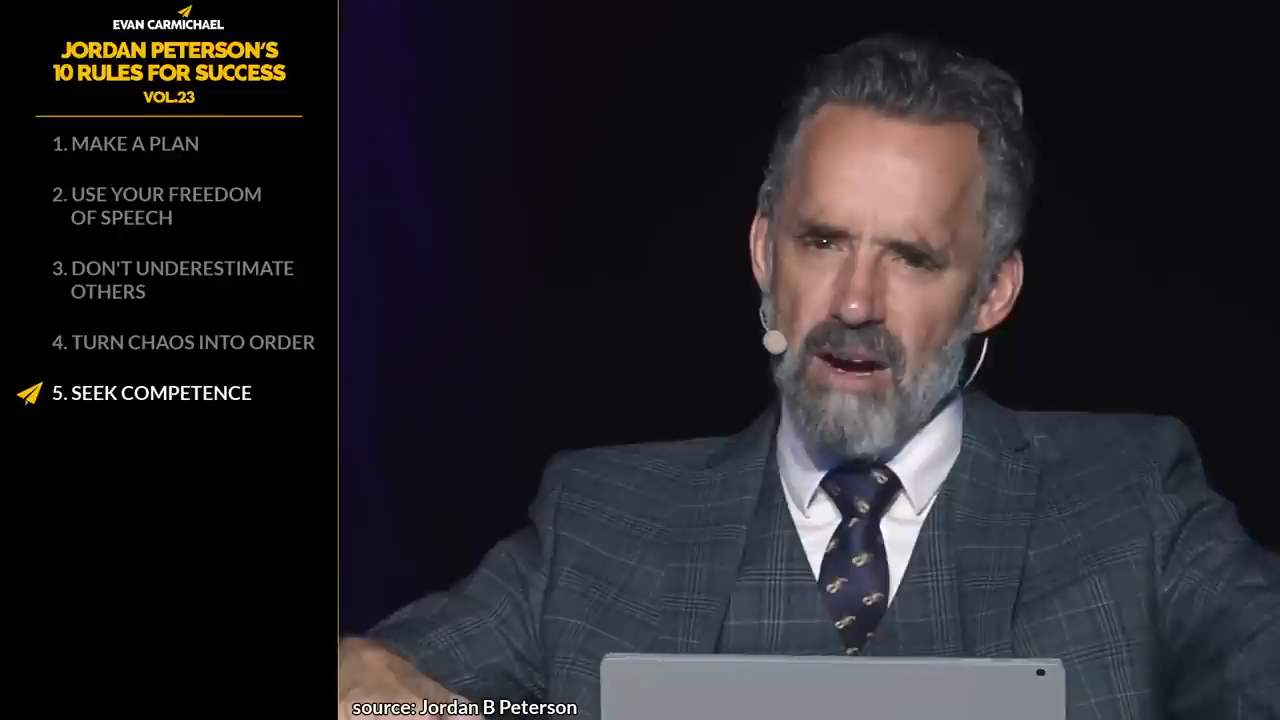 EVAN CARMICHAEL
JORDAN PETERSON'S
10 RULES FOR SUCCESS
VOL.23
1. MAKE A PLAN
2. USE YOUR FREEDOM
OF SPEECH
3. DON'T UNDERESTIMATE
OTHERS
4. TURN CHAOS INTO ORDER
5. SEEK COMPETENCE
source: Jordan B Peterson